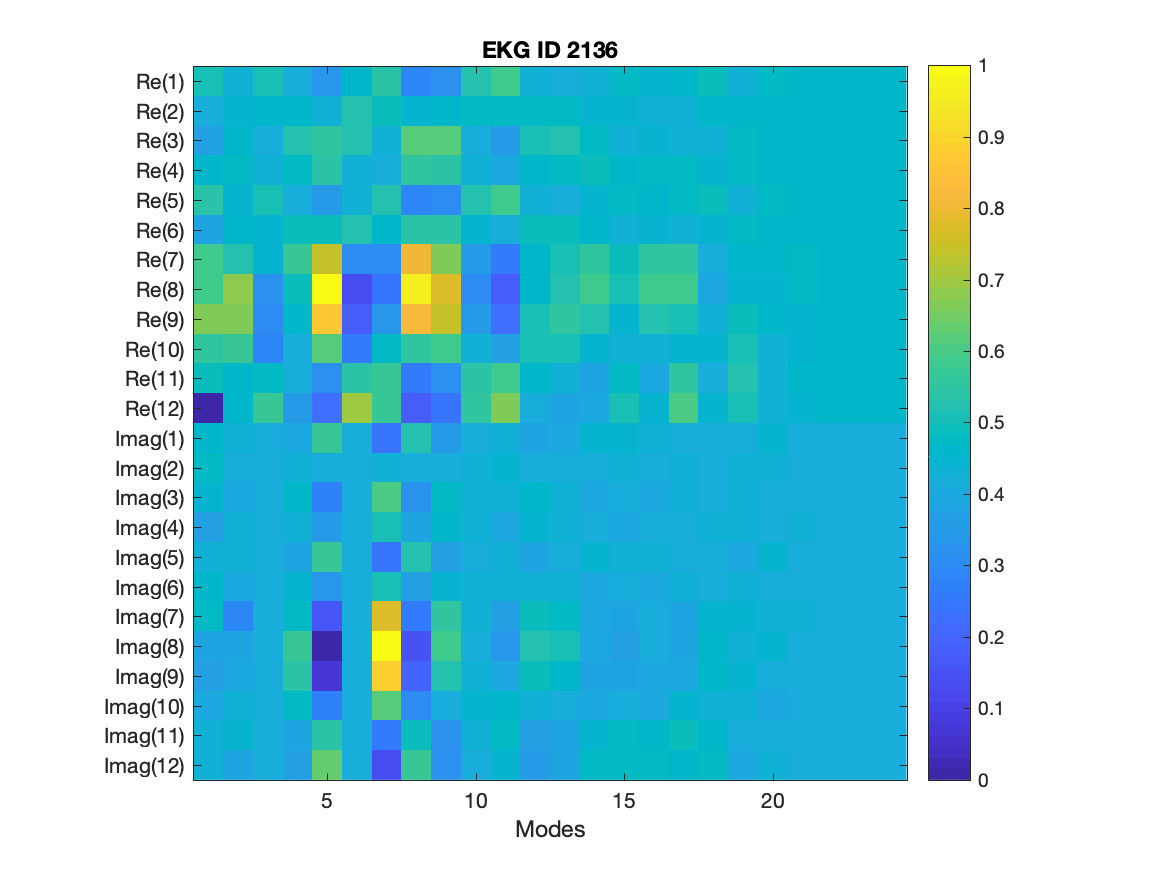 EKG ID 2136
Re(1)
Re(2)
Re(3)
Re(4)
Re(5)
Re(6)
Re(7)
Re(8)
Re(9)
Re(10)
Re(11)
Re(12)
Imag(1)
Imag(2)
Imag(3)
Imag(4)
Imag(5)
Imag(6)
Imag(7)
Imag(8)
Imag(9)
Imag(10)
Imag(11)
Imag(12)
5 10 15 20
Modes
1
0.9
0.8
0.7
0.6
0.5
0.4
0.3
0.2
0.1
0